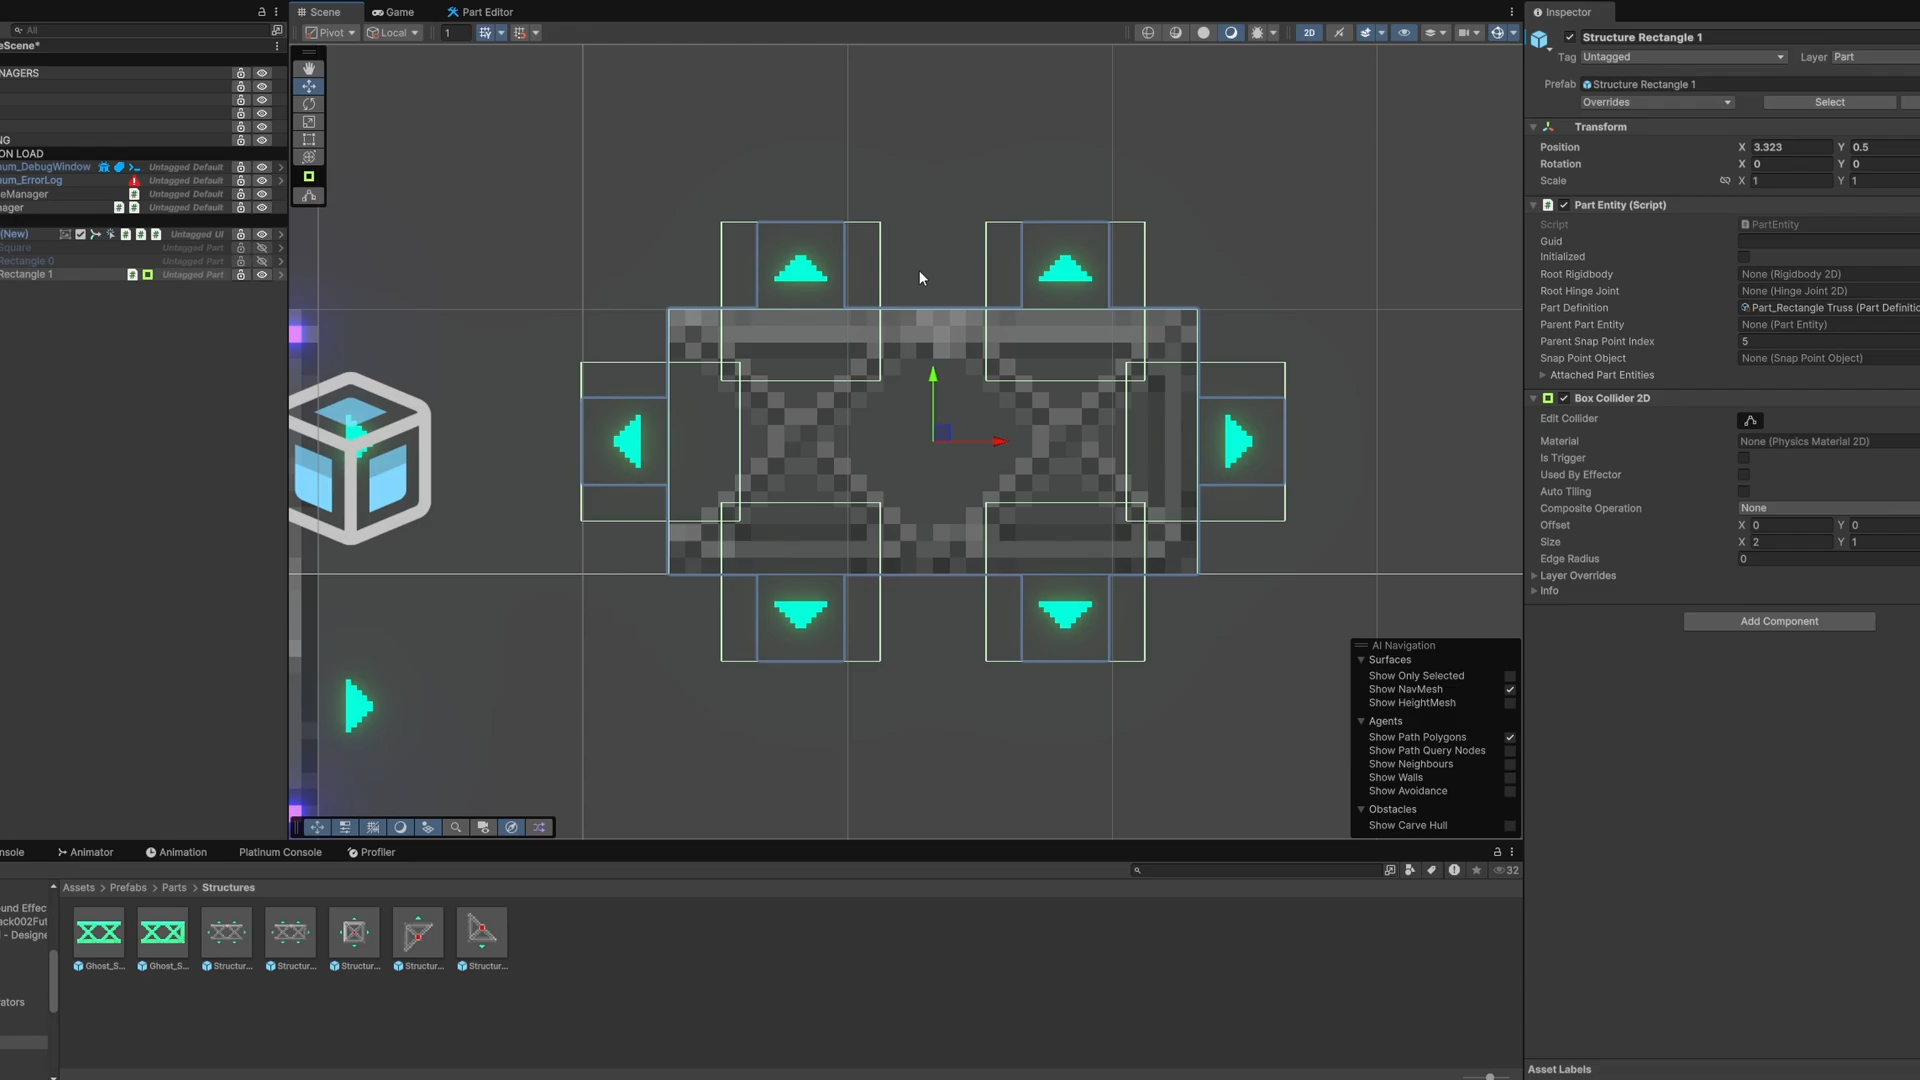 Scene
Game
Part Editor
Inspector
All
eScene*
Pivot
Local
1
2D
NAGERS
NG
ON LOAD
num_DebugWindow Untagged Default
num_ErrorLog Untagged Default
eManager Untagged Default
ager Untagged Default
(New) Untagged UI
Square Untagged Part
Rectangle 0 Untagged Part
Rectangle 1 Untagged Part
Structure Rectangle 1
Tag Untagged Layer Part
Prefab Structure Rectangle 1
Overrides Select
Transform
Position X 3.323 Y 0.5
Rotation X 0 Y 0
Scale X 1 Y 1
Part Entity (Script)
Script PartEntity
Guid
Initialized
Root Rigidbody None (Rigidbody 2D)
Root Hinge Joint None (Hinge Joint 2D)
Part Definition Part_Rectangle Truss (Part Definitio
Parent Part Entity None (Part Entity)
Parent Snap Point Index 5
Snap Point Object None (Snap Point Object)
Attached Part Entities
Box Collider 2D
Edit Collider
Material None (Physics Material 2D)
Is Trigger
Used By Effector
Auto Tiling
Composite Operation None
Offset X 0 Y 0
Size X 2 Y 1
Edge Radius 0
Layer Overrides
Info
Add Component
AI Navigation
Surfaces
Show Only Selected
Show NavMesh
Show HeightMesh
Agents
Show Path Polygons
Show Path Query Nodes
Show Neighbours
Show Walls
Show Avoidance
Obstacles
Show Carve Hull
nsole
Animator
Animation
Platinum Console
Profiler
32
Assets > Prefabs > Parts > Structures
und Effec
ack002Fut
l - Designe
rators
Ghost_S...
Ghost_S...
Structur...
Structur...
Structur...
Structur...
Structur...
Asset Labels